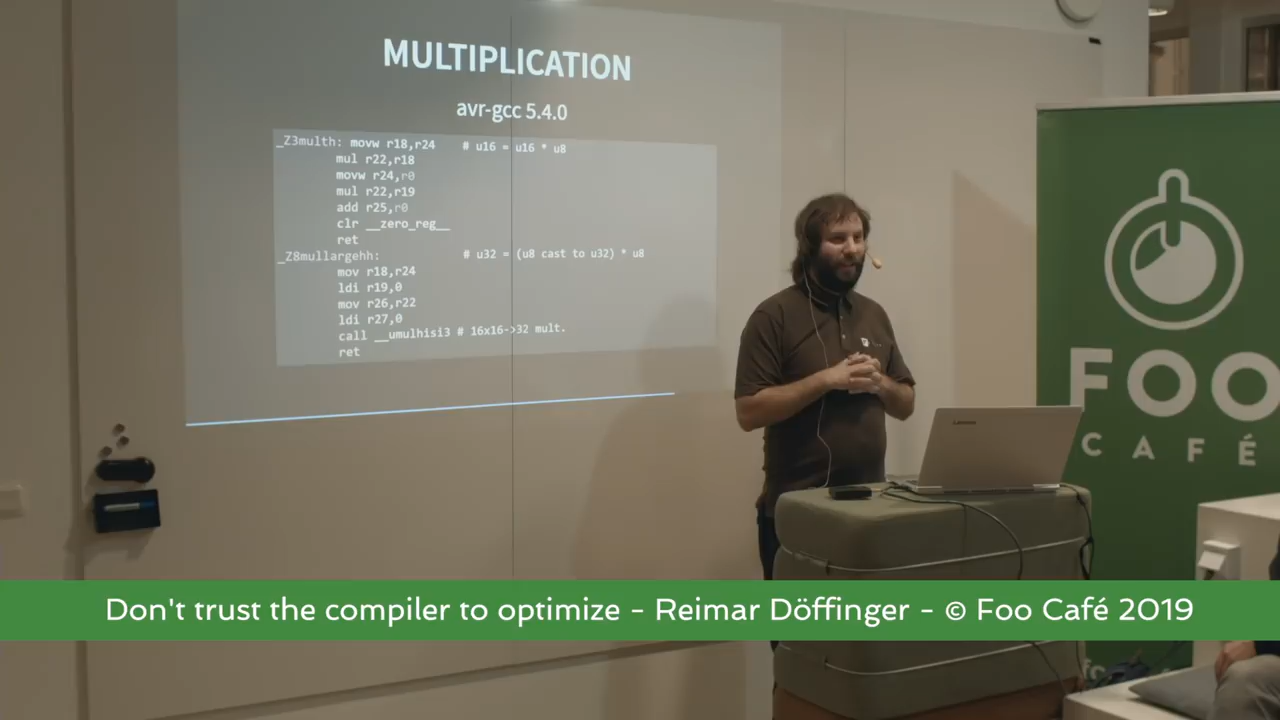 MULTIPLICATION
avr-gcc 5.4.0
_Z3multh: movw r18,r24 # u16 = u16 * u8
mul r22,r18
movw r24,r0
mul r22,r19
add r25,r0
clr __zero_reg__
ret
_Z8mullargehh: # u32 = (u8 cast to u32) * u8
mov r18,r24
ldi r19,0
mov r26,r22
ldi r27,0
call __umulhisi3 # 16x16->32 mult.
ret
FOO
CAFÉ
Lenovo
Don't trust the compiler to optimize - Reimar Döffinger - © Foo Café 2019
fo